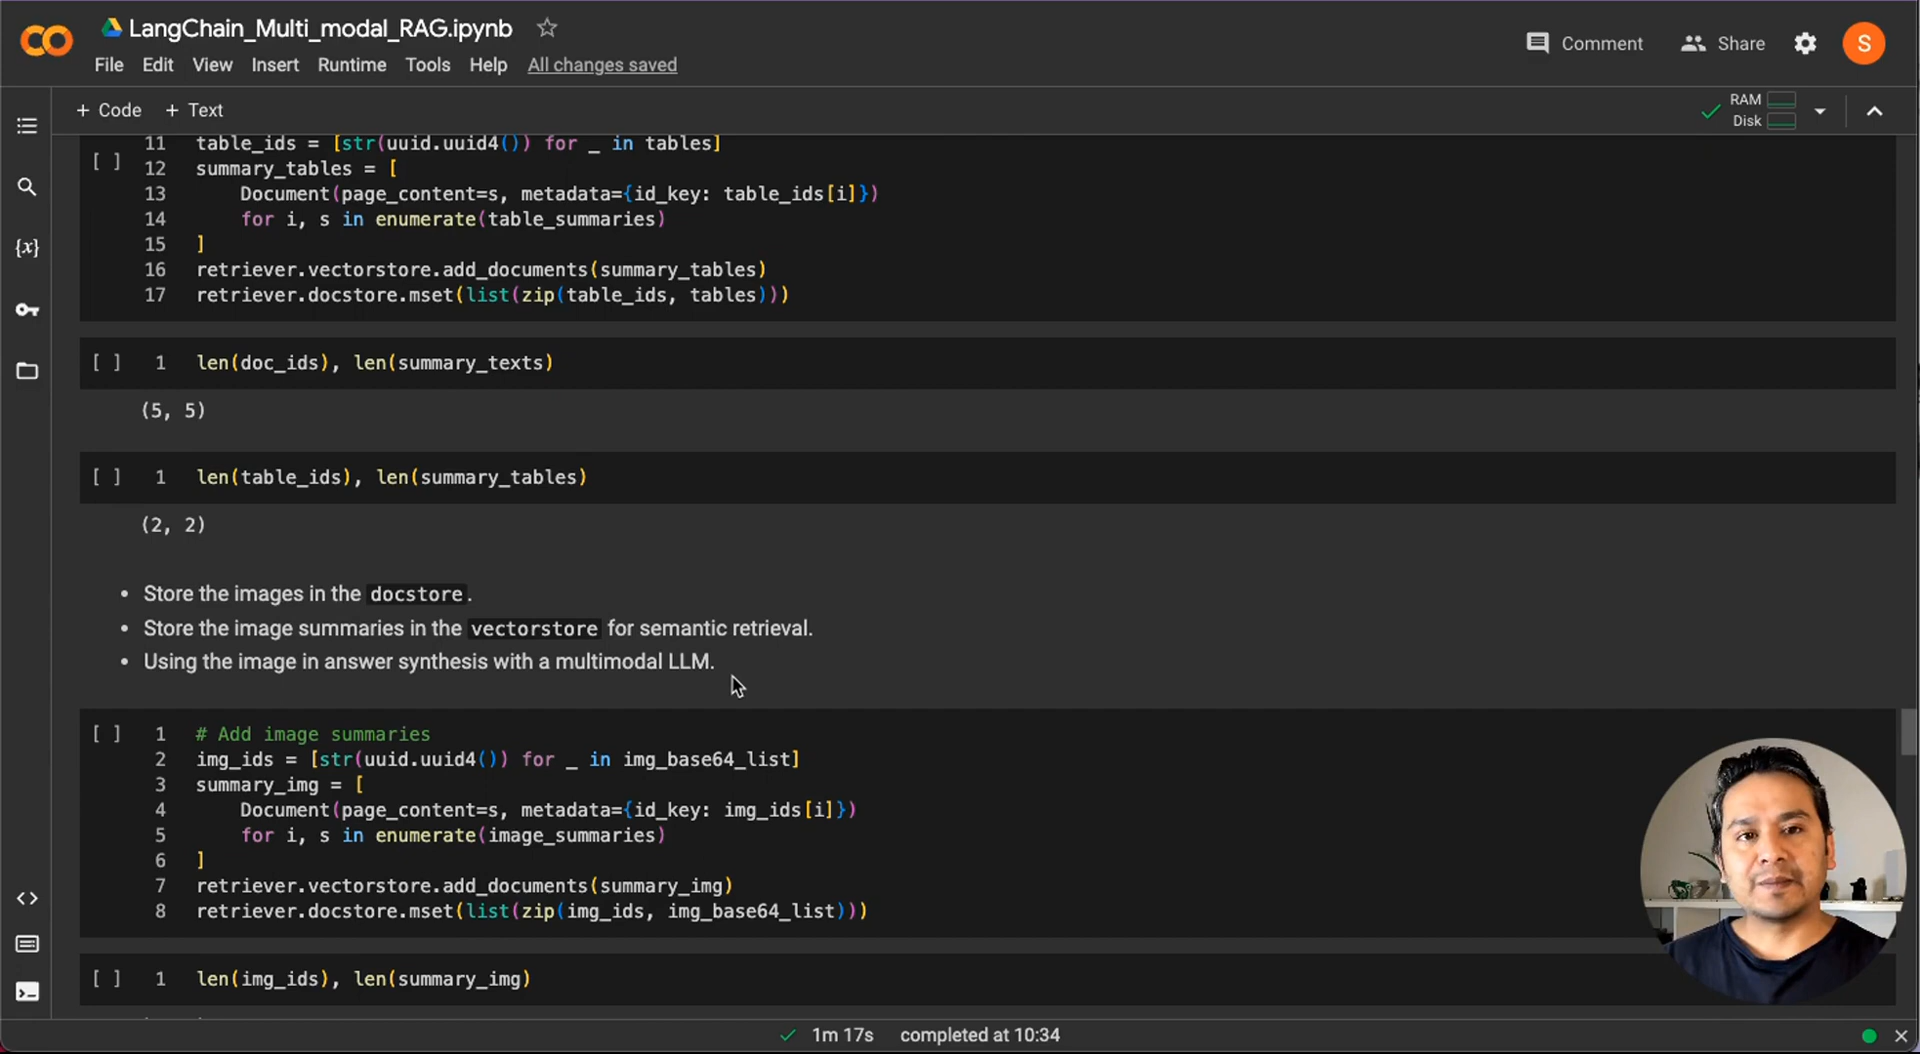 LangChain_Multi_modal_RAG.ipynb
Comment
Share
S
File Edit View Insert Runtime Tools Help All changes saved
+ Code + Text
RAM
Disk
{x}
11 table_ids = [str(uuid.uuid4()) for _ in tables]
[ ]
12 summary_tables = [
13 Document(page_content=s, metadata={id_key: table_ids[i]})
14 for i, s in enumerate(table_summaries)
15 ]
16 retriever.vectorstore.add_documents(summary_tables)
17 retriever.docstore.mset(list(zip(table_ids, tables)))
[ ] 1 len(doc_ids), len(summary_texts)
(5, 5)
[ ] 1 len(table_ids), len(summary_tables)
(2, 2)
• Store the images in the docstore.
• Store the image summaries in the vectorstore for semantic retrieval.
• Using the image in answer synthesis with a multimodal LLM.
[ ] 1 # Add image summaries
2 img_ids = [str(uuid.uuid4()) for _ in img_base64_list]
3 summary_img = [
4 Document(page_content=s, metadata={id_key: img_ids[i]})
5 for i, s in enumerate(image_summaries)
6 ]
7 retriever.vectorstore.add_documents(summary_img)
8 retriever.docstore.mset(list(zip(img_ids, img_base64_list)))
[ ] 1 len(img_ids), len(summary_img)
1m 17s completed at 10:34